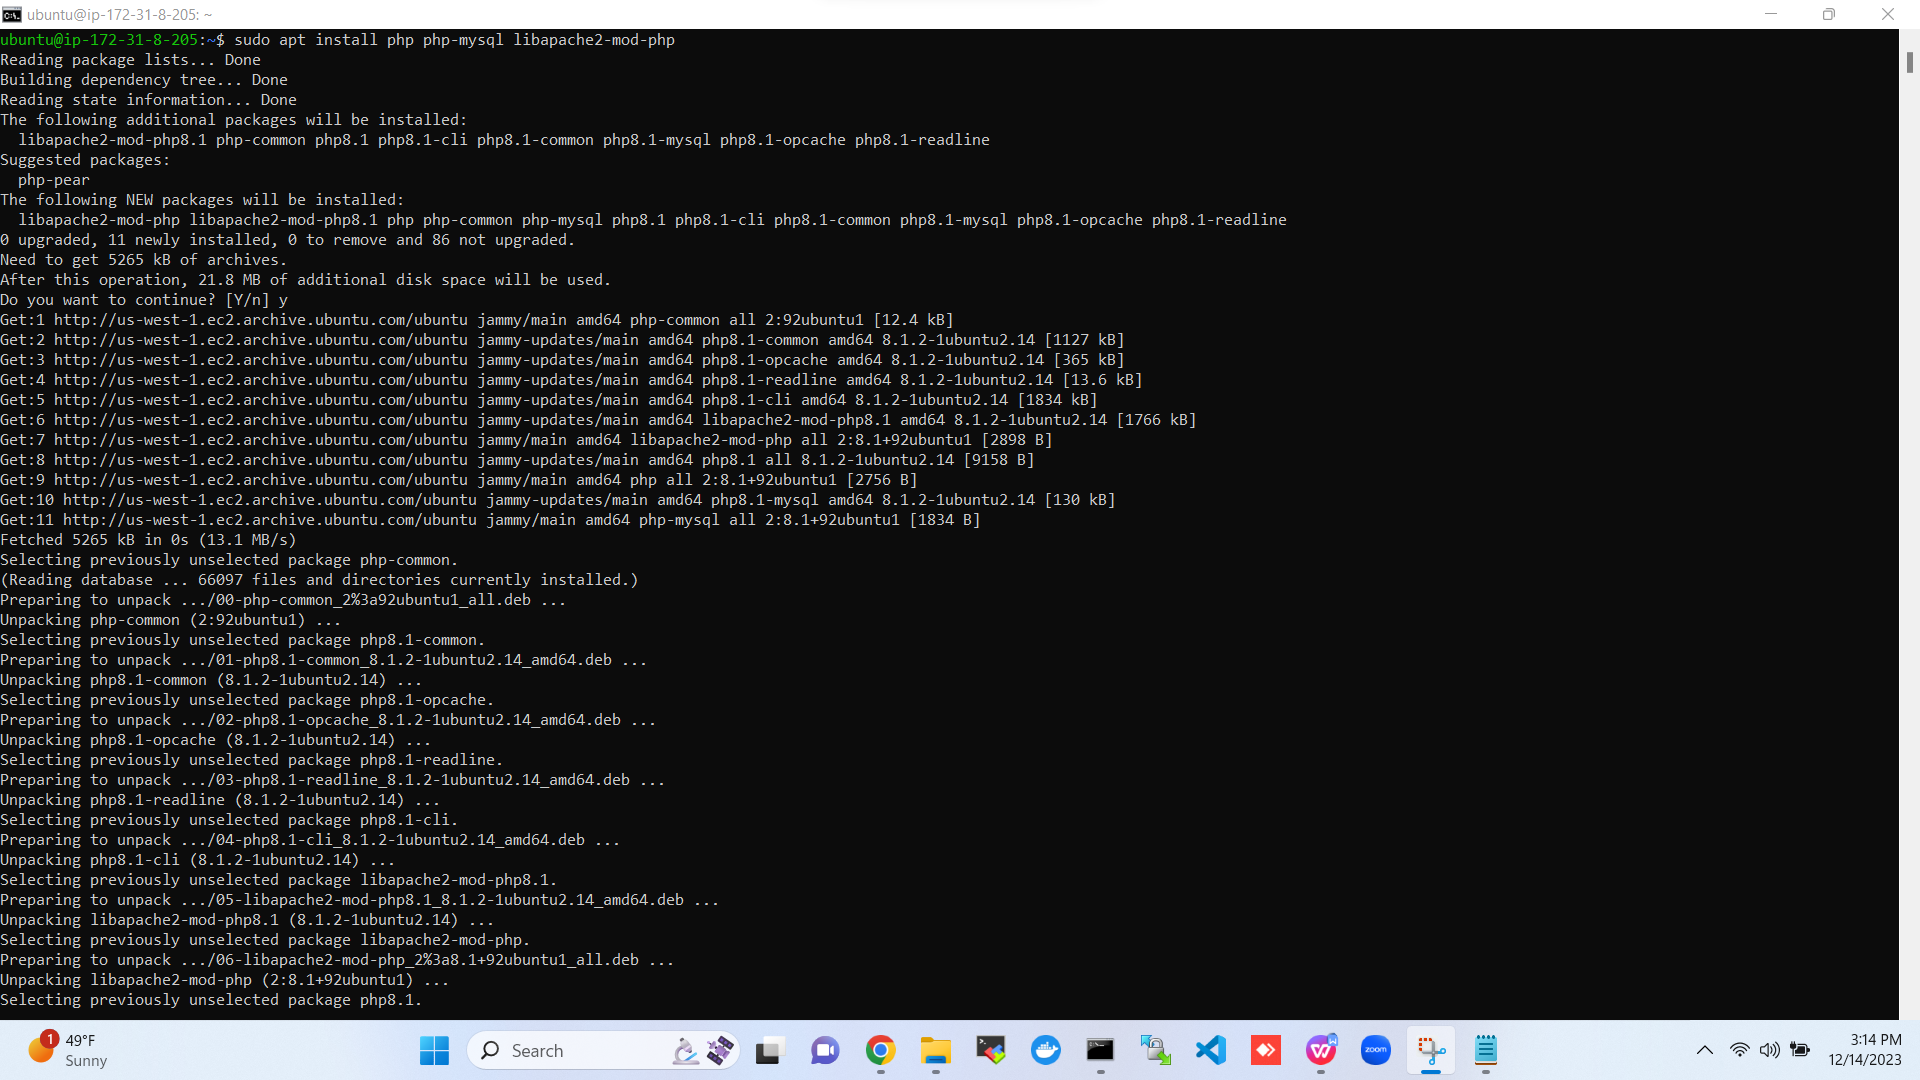 ubuntu@ip-172-31-8-205: ~
ubuntu@ip-172-31-8-205:~$ sudo apt install php php-mysql libapache2-mod-php
Reading package lists... Done
Building dependency tree... Done
Reading state information... Done
The following additional packages will be installed:
  libapache2-mod-php8.1 php-common php8.1 php8.1-cli php8.1-common php8.1-mysql php8.1-opcache php8.1-readline
Suggested packages:
  php-pear
The following NEW packages will be installed:
  libapache2-mod-php libapache2-mod-php8.1 php php-common php-mysql php8.1 php8.1-cli php8.1-common php8.1-mysql php8.1-opcache php8.1-readline
0 upgraded, 11 newly installed, 0 to remove and 86 not upgraded.
Need to get 5265 kB of archives.
After this operation, 21.8 MB of additional disk space will be used.
Do you want to continue? [Y/n] y
Get:1 http://us-west-1.ec2.archive.ubuntu.com/ubuntu jammy/main amd64 php-common all 2:92ubuntu1 [12.4 kB]
Get:2 http://us-west-1.ec2.archive.ubuntu.com/ubuntu jammy-updates/main amd64 php8.1-common amd64 8.1.2-1ubuntu2.14 [1127 kB]
Get:3 http://us-west-1.ec2.archive.ubuntu.com/ubuntu jammy-updates/main amd64 php8.1-opcache amd64 8.1.2-1ubuntu2.14 [365 kB]
Get:4 http://us-west-1.ec2.archive.ubuntu.com/ubuntu jammy-updates/main amd64 php8.1-readline amd64 8.1.2-1ubuntu2.14 [13.6 kB]
Get:5 http://us-west-1.ec2.archive.ubuntu.com/ubuntu jammy-updates/main amd64 php8.1-cli amd64 8.1.2-1ubuntu2.14 [1834 kB]
Get:6 http://us-west-1.ec2.archive.ubuntu.com/ubuntu jammy-updates/main amd64 libapache2-mod-php8.1 amd64 8.1.2-1ubuntu2.14 [1766 kB]
Get:7 http://us-west-1.ec2.archive.ubuntu.com/ubuntu jammy/main amd64 libapache2-mod-php all 2:8.1+92ubuntu1 [2898 B]
Get:8 http://us-west-1.ec2.archive.ubuntu.com/ubuntu jammy-updates/main amd64 php8.1 all 8.1.2-1ubuntu2.14 [9158 B]
Get:9 http://us-west-1.ec2.archive.ubuntu.com/ubuntu jammy/main amd64 php all 2:8.1+92ubuntu1 [2756 B]
Get:10 http://us-west-1.ec2.archive.ubuntu.com/ubuntu jammy-updates/main amd64 php8.1-mysql amd64 8.1.2-1ubuntu2.14 [130 kB]
Get:11 http://us-west-1.ec2.archive.ubuntu.com/ubuntu jammy/main amd64 php-mysql all 2:8.1+92ubuntu1 [1834 B]
Fetched 5265 kB in 0s (13.1 MB/s)
Selecting previously unselected package php-common.
(Reading database ... 66097 files and directories currently installed.)
Preparing to unpack .../00-php-common_2%3a92ubuntu1_all.deb ...
Unpacking php-common (2:92ubuntu1) ...
Selecting previously unselected package php8.1-common.
Preparing to unpack .../01-php8.1-common_8.1.2-1ubuntu2.14_amd64.deb ...
Unpacking php8.1-common (8.1.2-1ubuntu2.14) ...
Selecting previously unselected package php8.1-opcache.
Preparing to unpack .../02-php8.1-opcache_8.1.2-1ubuntu2.14_amd64.deb ...
Unpacking php8.1-opcache (8.1.2-1ubuntu2.14) ...
Selecting previously unselected package php8.1-readline.
Preparing to unpack .../03-php8.1-readline_8.1.2-1ubuntu2.14_amd64.deb ...
Unpacking php8.1-readline (8.1.2-1ubuntu2.14) ...
Selecting previously unselected package php8.1-cli.
Preparing to unpack .../04-php8.1-cli_8.1.2-1ubuntu2.14_amd64.deb ...
Unpacking php8.1-cli (8.1.2-1ubuntu2.14) ...
Selecting previously unselected package libapache2-mod-php8.1.
Preparing to unpack .../05-libapache2-mod-php8.1_8.1.2-1ubuntu2.14_amd64.deb ...
Unpacking libapache2-mod-php8.1 (8.1.2-1ubuntu2.14) ...
Selecting previously unselected package libapache2-mod-php.
Preparing to unpack .../06-libapache2-mod-php_2%3a8.1+92ubuntu1_all.deb ...
Unpacking libapache2-mod-php (2:8.1+92ubuntu1) ...
Selecting previously unselected package php8.1.
1
49°F
Sunny
Search
zoom
3:14 PM
12/14/2023